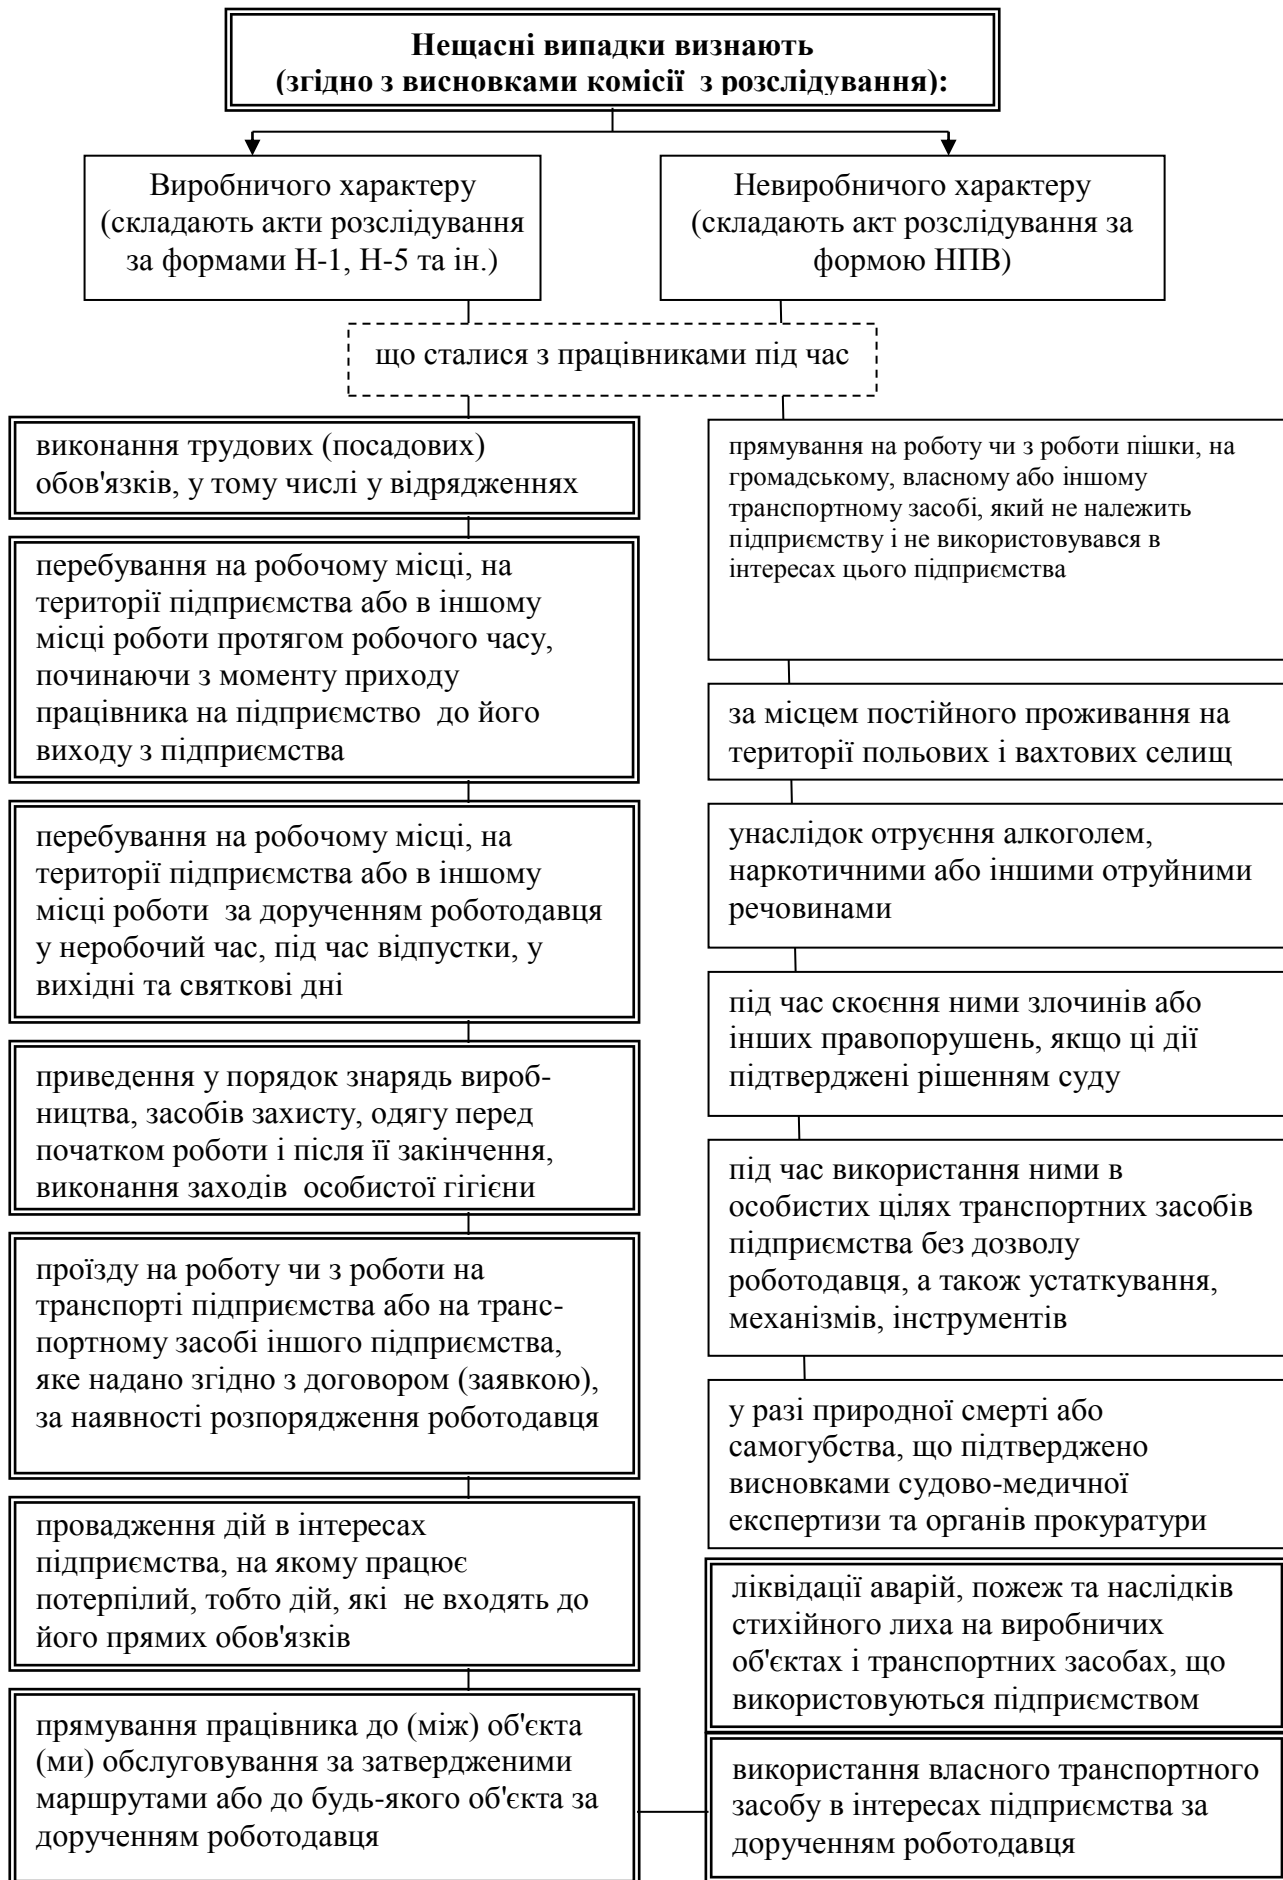 Нещасні випадки визнають
(згідно з висновками комісії з розслідування):
Виробничого характеру
(складають акти розслідування
за формами Н-1, Н-5 та ін.)
Невиробничого характеру
(складають акт розслідування за
формою НПВ)
що сталися з працівниками під час
виконання трудових (посадових)
обов'язків, у тому числі у відрядженнях
перебування на робочому місці, на
території підприємства або в іншому
місці роботи протягом робочого часу,
починаючи з моменту приходу
працівника на підприємство до його
виходу з підприємства
перебування на робочому місці, на
території підприємства або в іншому
місці роботи за дорученням роботодавця
у неробочий час, під час відпустки, у
вихідні та святкові дні
приведення у порядок знарядь вироб-
ництва, засобів захисту, одягу перед
початком роботи і після її закінчення,
виконання заходів особистої гігієни
проїзду на роботу чи з роботи на
транспорті підприємства або на транс-
портному засобі іншого підприємства,
яке надано згідно з договором (заявкою),
за наявності розпорядження роботодавця
провадження дій в інтересах
підприємства, на якому працює
потерпілий, тобто дій, які не входять до
його прямих обов'язків
прямування працівника до (між) об'єкта
(ми) обслуговування за затвердженими
маршрутами або до будь-якого об'єкта за
дорученням роботодавця
прямування на роботу чи з роботи пішки, на
громадському, власному або іншому
транспортному засобі, який не належить
підприємству і не використовувався в
інтересах цього підприємства
за місцем постійного проживання на
території польових і вахтових селищ
унаслідок отруєння алкоголем,
наркотичними або іншими отруйними
речовинами
під час скоєння ними злочинів або
інших правопорушень, якщо ці дії
підтверджені рішенням суду
під час використання ними в
особистих цілях транспортних засобів
підприємства без дозволу
роботодавця, а також устаткування,
механізмів, інструментів
у разі природної смерті або
самогубства, що підтверджено
висновками судово-медичної
експертизи та органів прокуратури
ліквідації аварій, пожеж та наслідків
стихійного лиха на виробничих
об'єктах і транспортних засобах, що
використовуються підприємством
використання власного транспортного
засобу в інтересах підприємства за
дорученням роботодавця